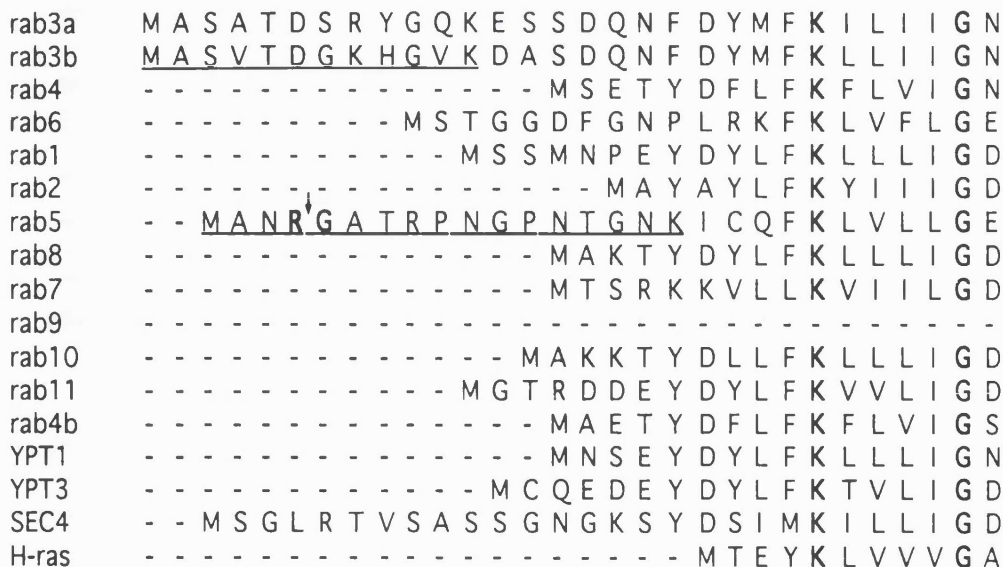 rab3a M A S A T D S R Y G Q K E S S D Q N F D Y M F K I L I I G N
rab3b M A S V T D G K H G V K D A S D Q N F D Y M F K L L I I G N
rab4 - - - - - - - - - - - - - - M S E T Y D F L F K F L V I G N
rab6 - - - - - - - - - M S T G G D F G N P L R K F K L V F L G E
rab1 - - - - - - - - - - - M S S M N P E Y D Y L F K L L L I G D
rab2 - - - - - - - - - - - - - - - - M A Y A Y L F K Y I I I G D
rab5 - - M A N R↓G A T R P N G P N T G N K I C Q F K L V L L G E
rab8 - - - - - - - - - - - - - - M A K T Y D Y L F K L L L I G D
rab7 - - - - - - - - - - - - - - M T S R K K V L L K V I I L G D
rab9 - - - - - - - - - - - - - - - - - - - - - - - - - - - - - -
rab10 - - - - - - - - - - - - - M A K K T Y D L L F K L L L I G D
rab11 - - - - - - - - - - - M G T R D D E Y D Y L F K V V L I G D
rab4b - - - - - - - - - - - - - - M A E T Y D F L F K F L V I G S
YPT1 - - - - - - - - - - - - - - M N S E Y D Y L F K L L L I G N
YPT3 - - - - - - - - - - - - M C Q E D E Y D Y L F K T V L I G D
SEC4 - - M S G L R T V S A S S G N G K S Y D S I M K I L L I G D
H-ras - - - - - - - - - - - - - - - - - - - M T E Y K L V V V G A